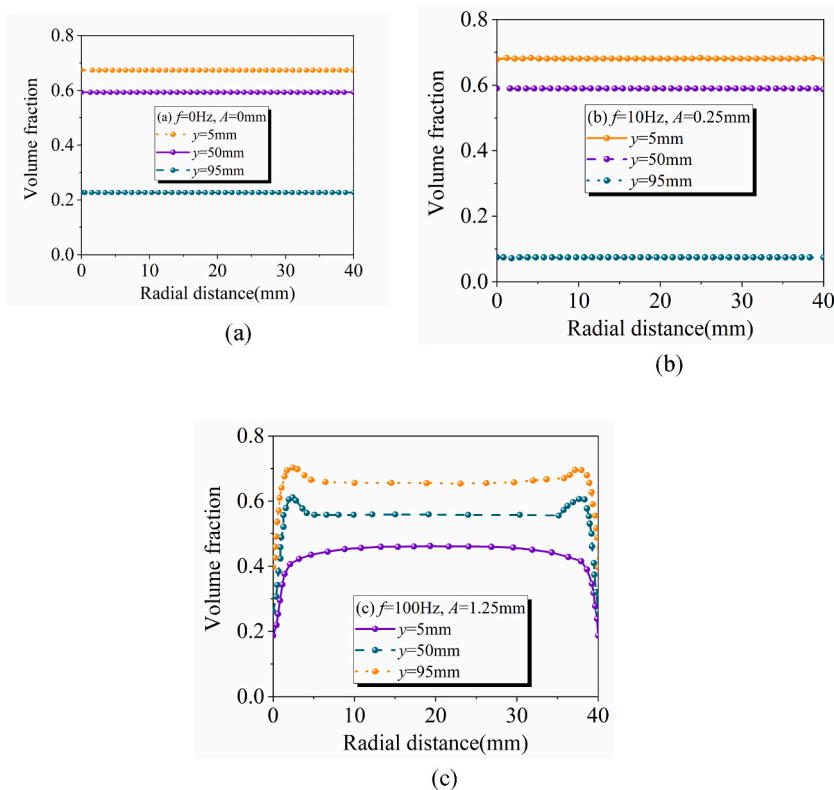 0.8
0.6
0.4
0.2
0.0
Volume fraction
(a) f=0Hz, A=0mm
y=5mm
y=50mm
y=95mm
0 10 20 30 40
Radial distance(mm)
(a)
0.8
0.6
0.4
0.2
0.0
Volume fraction
(b) f=10Hz, A=0.25mm
y=5mm
y=50mm
y=95mm
0 10 20 30 40
Radial distance(mm)
(b)
0.8
0.6
0.4
0.2
0.0
Volume fraction
(c) f=100Hz, A=1.25mm
y=5mm
y=50mm
y=95mm
0 10 20 30 40
Radial distance(mm)
(c)